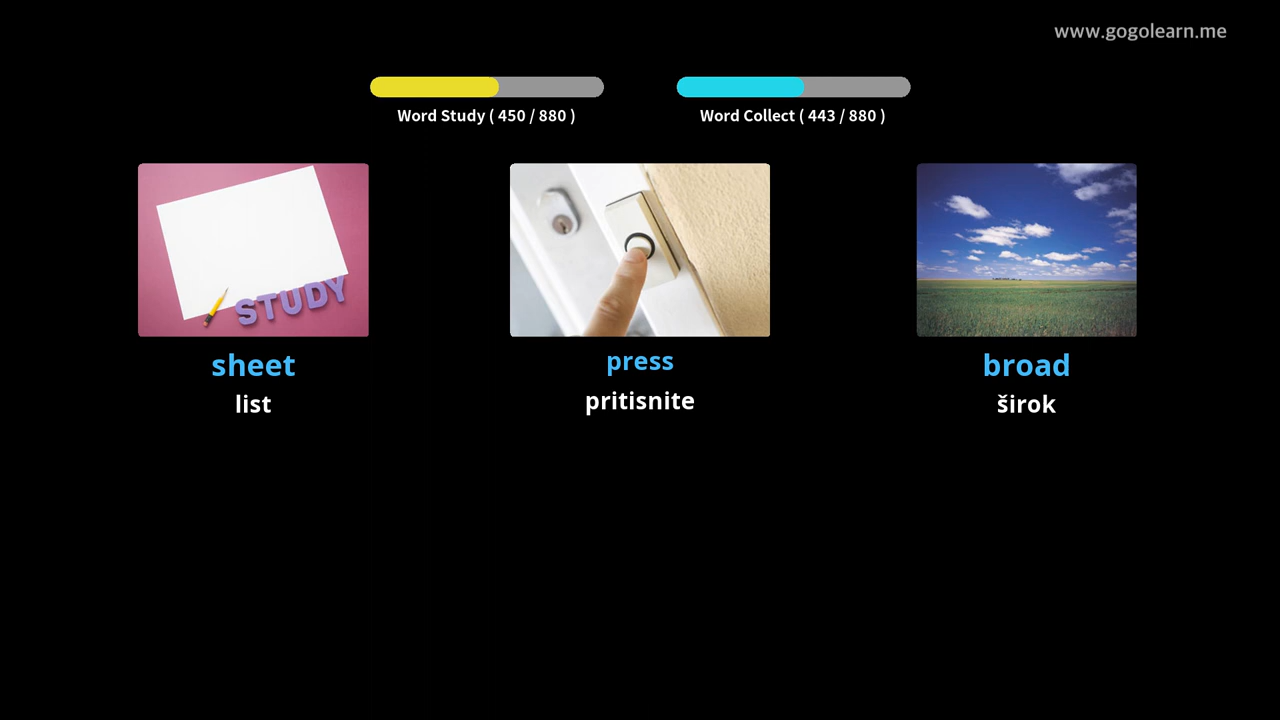 www.gogolearn.me
Word Study ( 450 / 880 )
Word Collect ( 443 / 880 )
STUDY
sheet
press
broad
list
pritisnite
širok